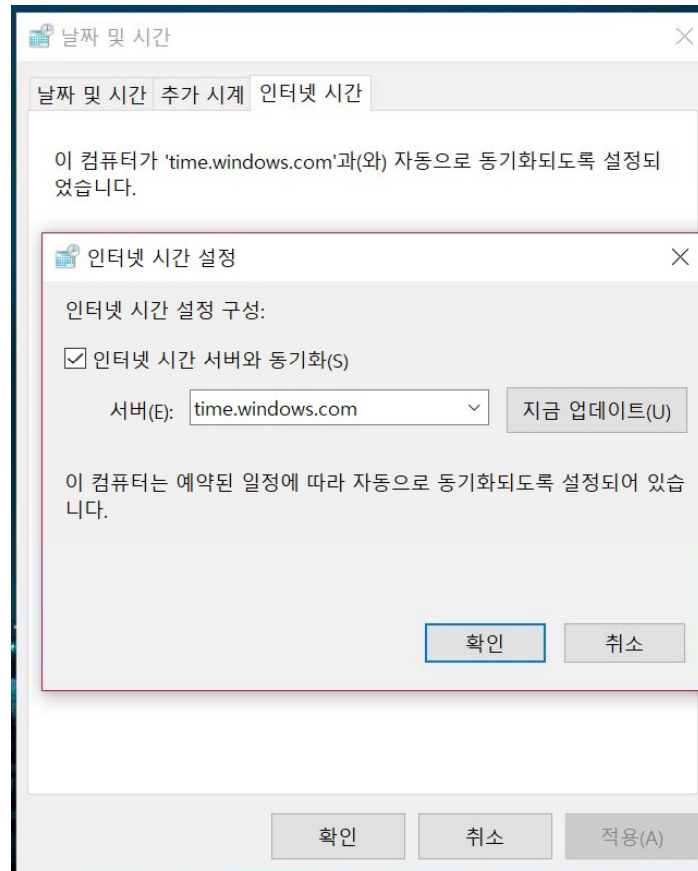 날짜 및 시간
날짜 및 시간 추가 시계 인터넷 시간
이 컴퓨터가 'time.windows.com'과(와) 자동으로 동기화되도록 설정되
었습니다.
인터넷 시간 설정
인터넷 시간 설정 구성:
인터넷 시간 서버와 동기화(S)
서버(E): time.windows.com 지금 업데이트(U)
이 컴퓨터는 예약된 일정에 따라 자동으로 동기화되도록 설정되어 있습
니다.
확인 취소
확인 취소 적용(A)